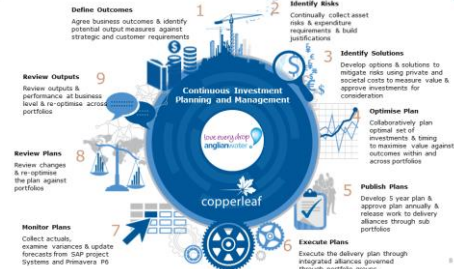 Define Outcomes
Agree business outcomes & identify
potential output measures against
strategic and customer requirements
1
2
Identify Risks
Continually collect asset
risks & expenditure
requirements & build
justifications
3
Identify Solutions
Develop options & solutions to
mitigate risks using private and
societal costs to measure value &
approve investments for
consideration
Optimise Plan
Collaboratively plan
optimal set of
investments & timing
to maximise value against
outcomes within and
across portfolios
5
Publish Plans
Develop 5 year plan &
approve plan annually &
release work to delivery
alliances through sub
portfolios
6
Execute Plans
Execute the delivery plan through
integrated alliances governed
through portfolio groups
7
Monitor Plans
Collect actuals,
examine variances & update
forecasts from SAP project
Systems and Primavera P6
8
Review Plans
Review changes
& re-optimise
the plan against
portfolios
9
Review Outputs
Review outputs &
performance at business
level & re-optimise across
portfolios
Continuous Investment
Planning and Management
love every drop
anglianwater
copperleaf